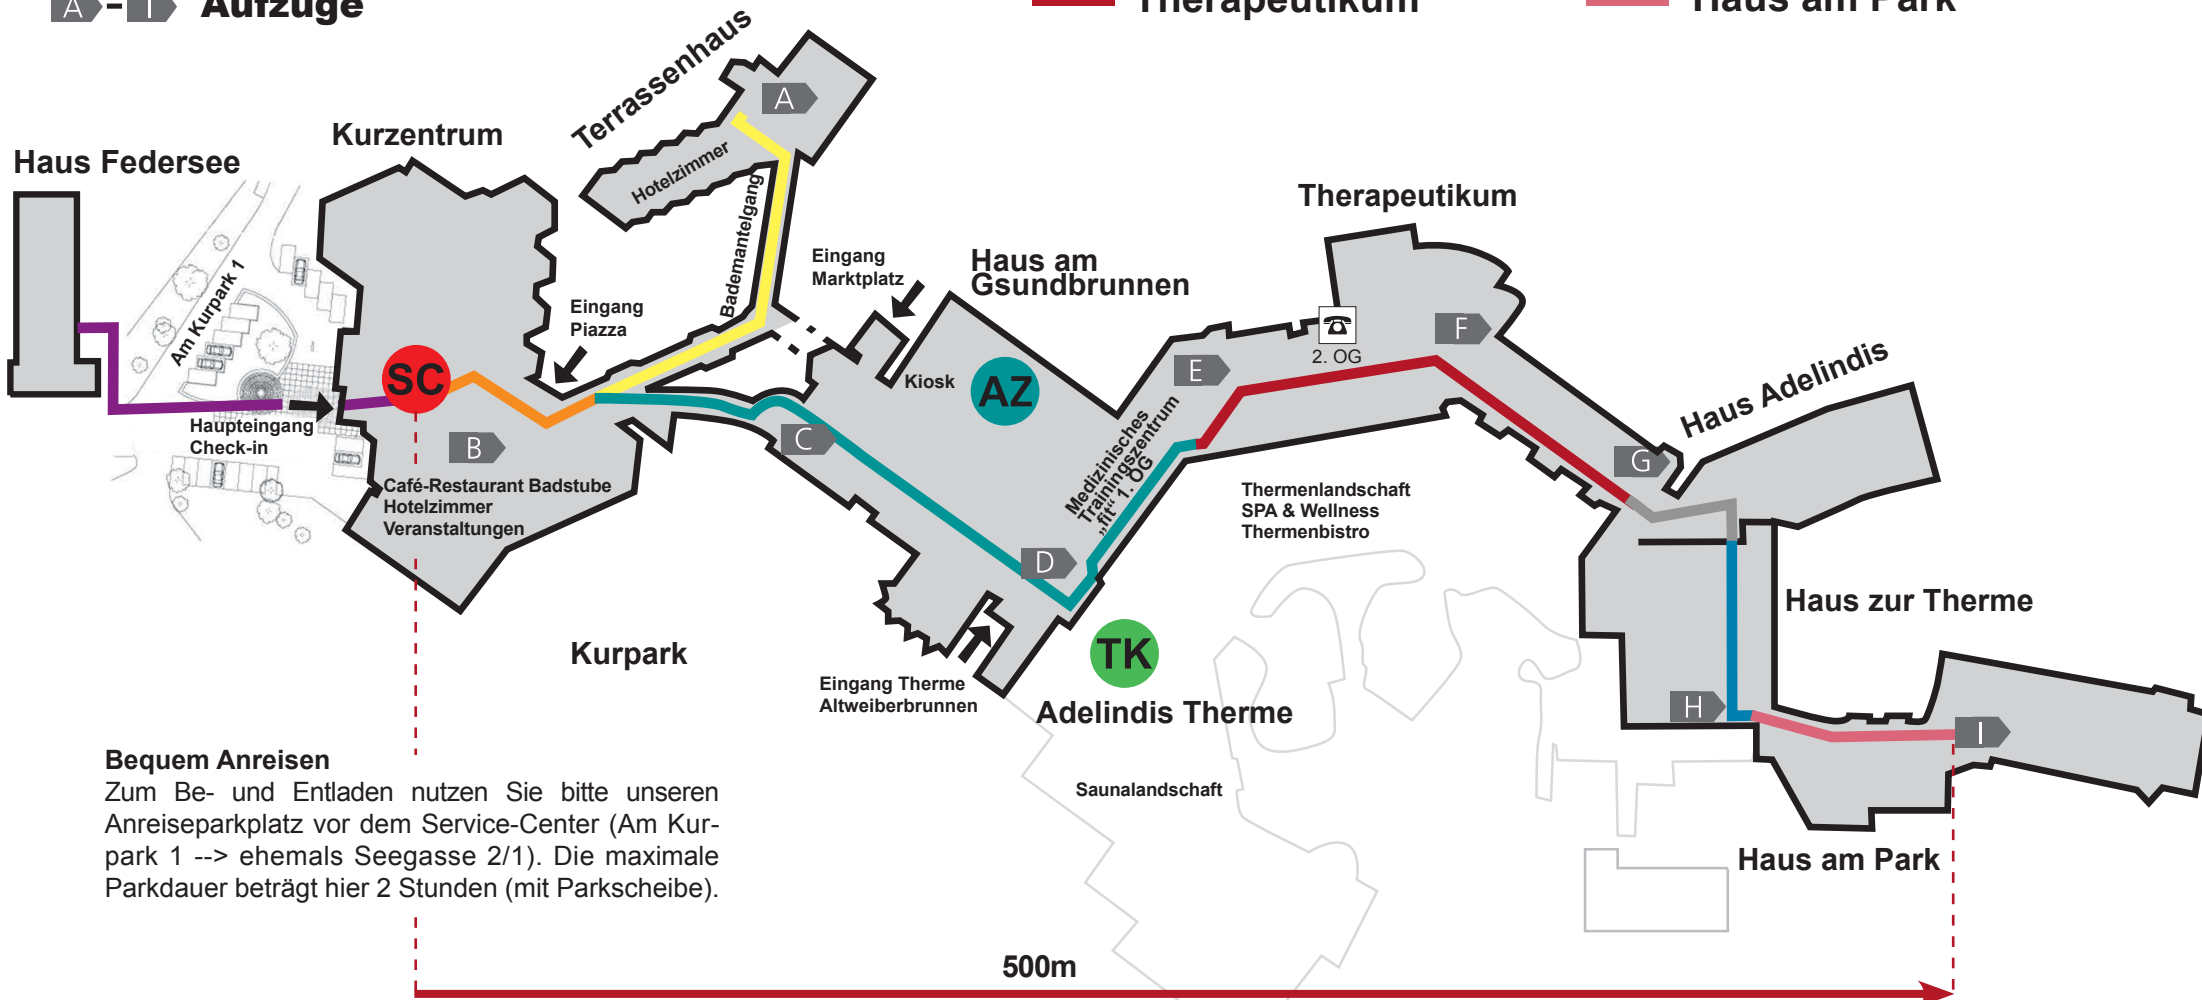 A - I Aufzüge
Therapeutikum
Haus am Park
Terrassenhaus
A
Kurzentrum
Haus Federsee
Hotelzimmer
Bademantelgang
Therapeutikum
Am Kurpark 1
Eingang
Marktplatz
Haus am
Gsundbrunnen
Eingang
Piazza
F
2. OG
E
SC
Kiosk
AZ
Haus Adelindis
Haupteingang
Check-in
B
C
Medizinisches
Trainingszentrum
„fit“ 1. OG
G
Café-Restaurant Badstube
Hotelzimmer
Veranstaltungen
Thermenlandschaft
SPA & Wellness
Thermenbistro
D
Haus zur Therme
Kurpark
TK
Eingang Therme
Altweiberbrunnen
Adelindis Therme
H
I
Bequem Anreisen
Zum Be- und Entladen nutzen Sie bitte unseren
Anreiseparkplatz vor dem Service-Center (Am Kur-
park 1 --> ehemals Seegasse 2/1). Die maximale
Parkdauer beträgt hier 2 Stunden (mit Parkscheibe).
Saunalandschaft
Haus am Park
500m